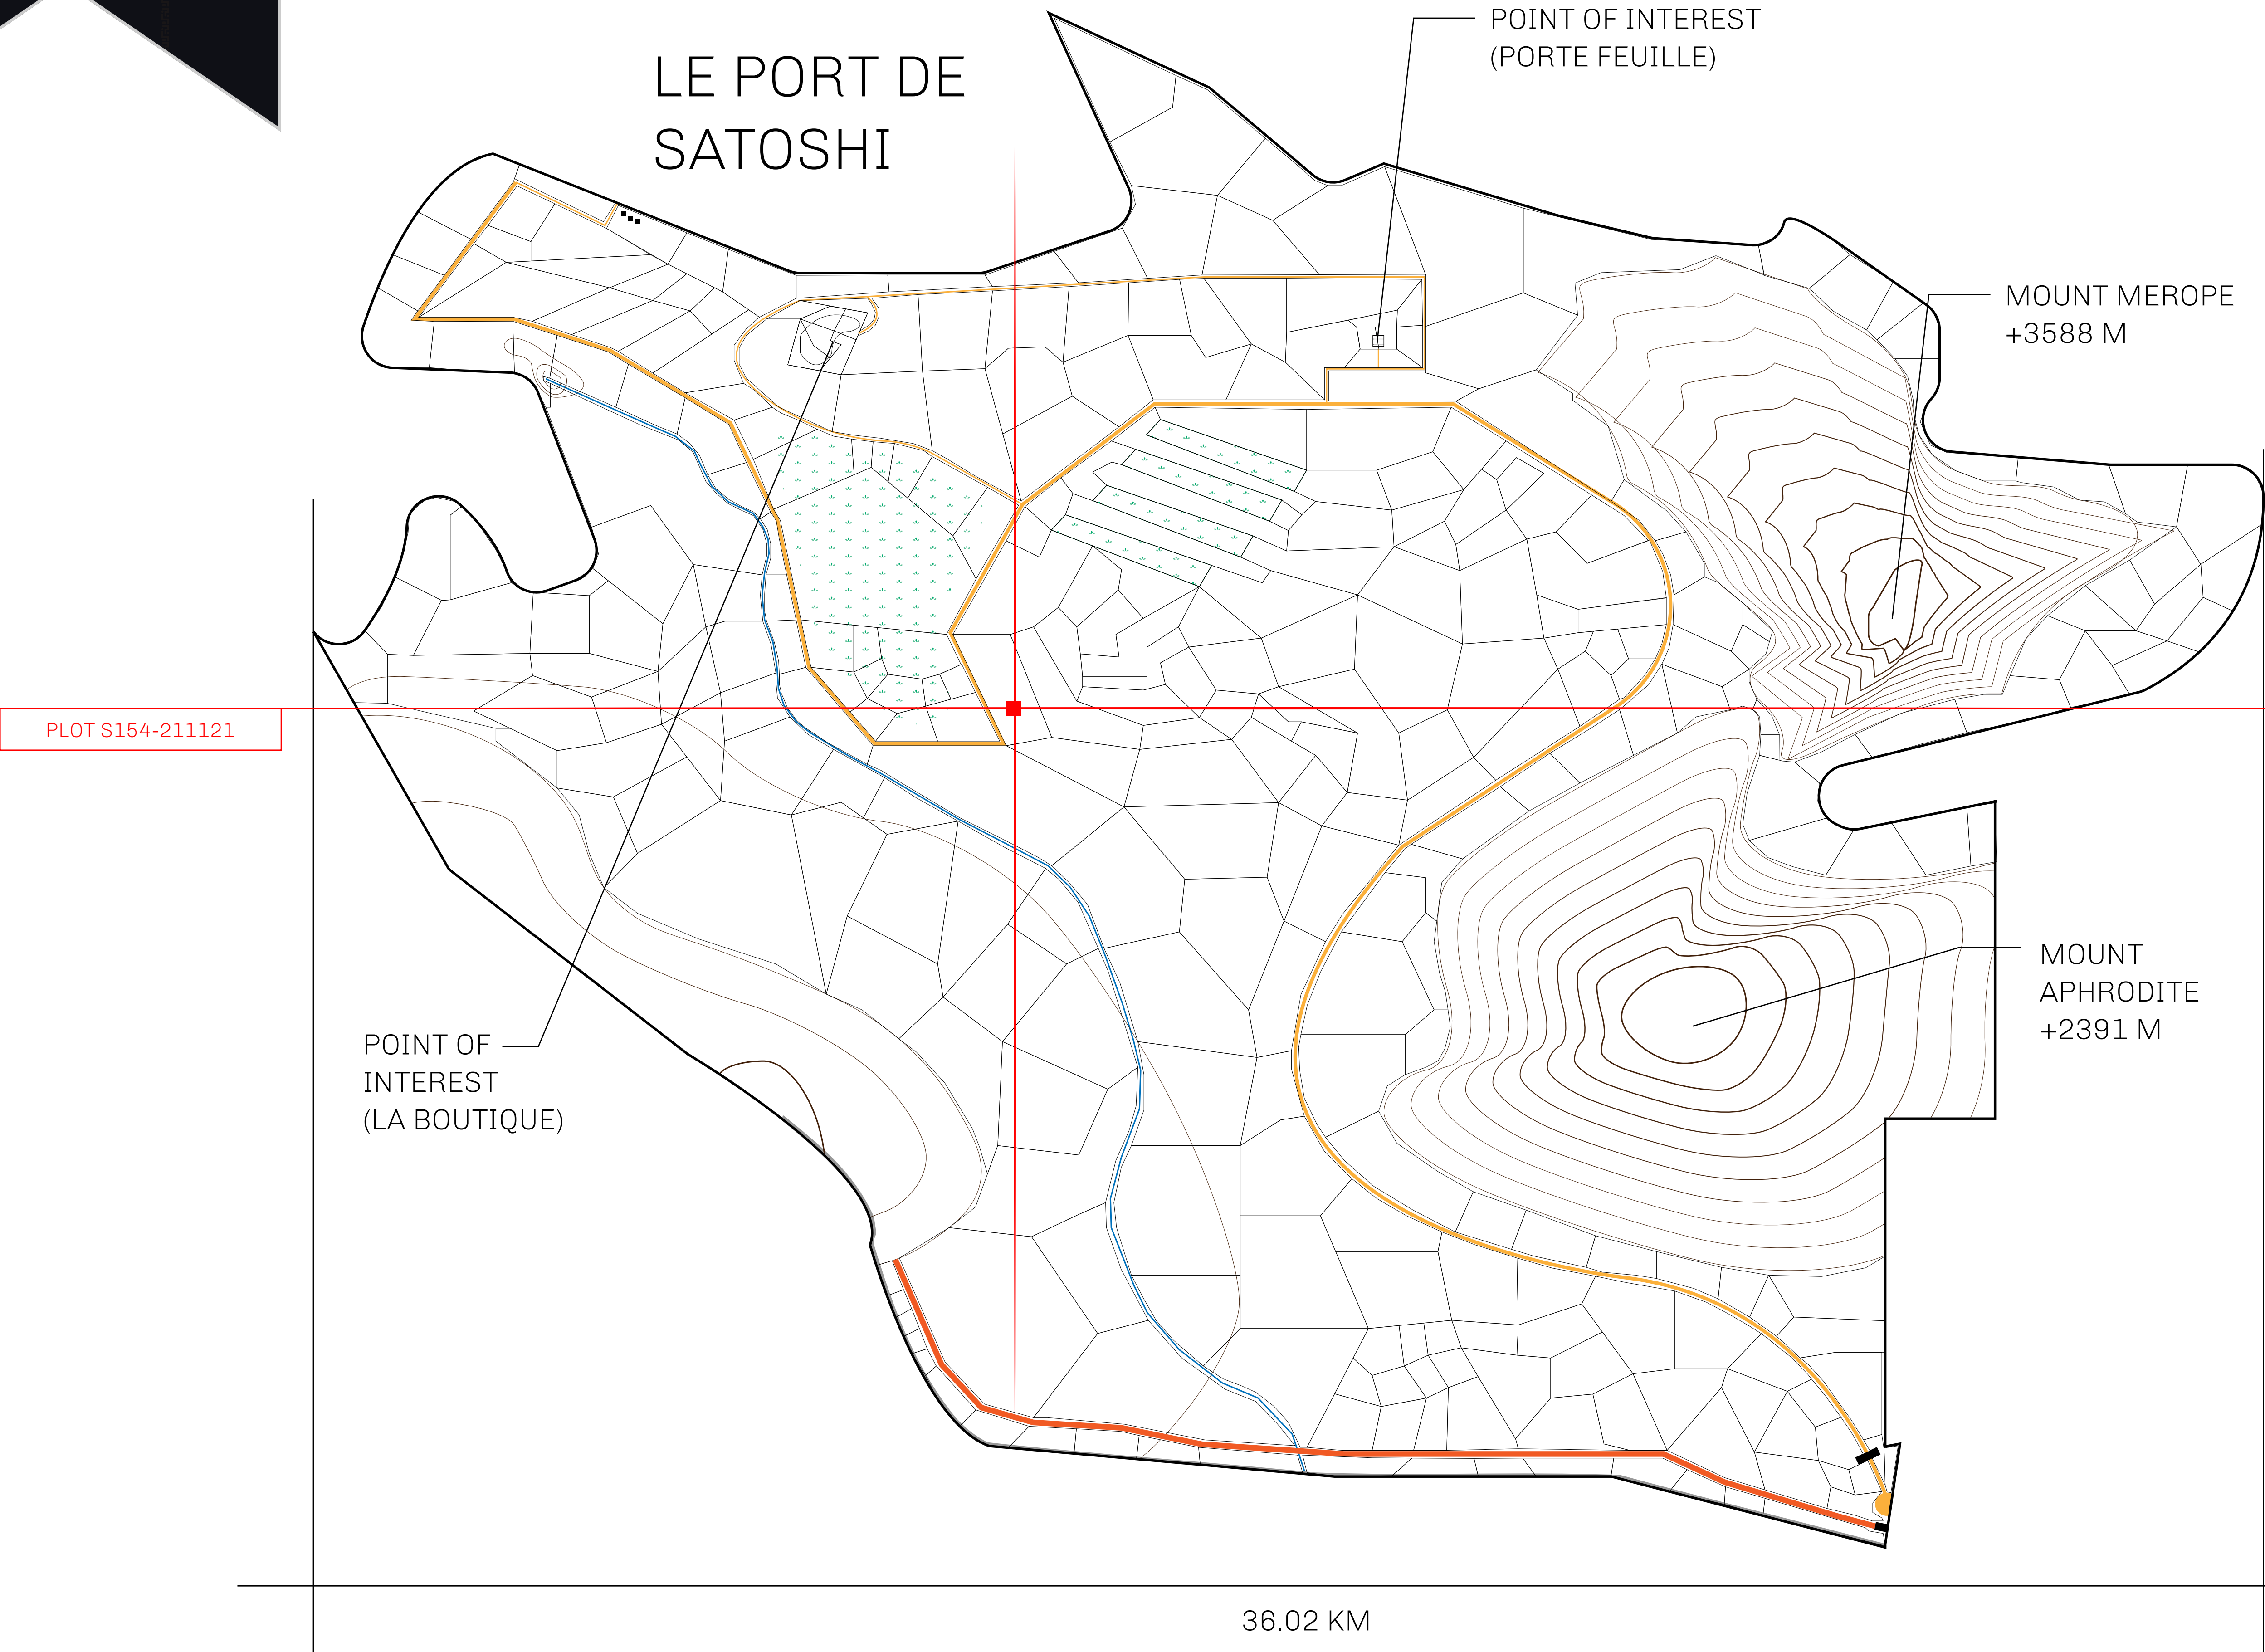 LE PORT DE
SATOSHI
POINT OF INTEREST
(PORTE FEUILLE)
MOUNT MEROPE
+3588 M
PLOT S154-211121
MOUNT
APHRODITE
+2391 M
POINT OF
INTEREST
(LA BOUTIQUE)
36.02 KM